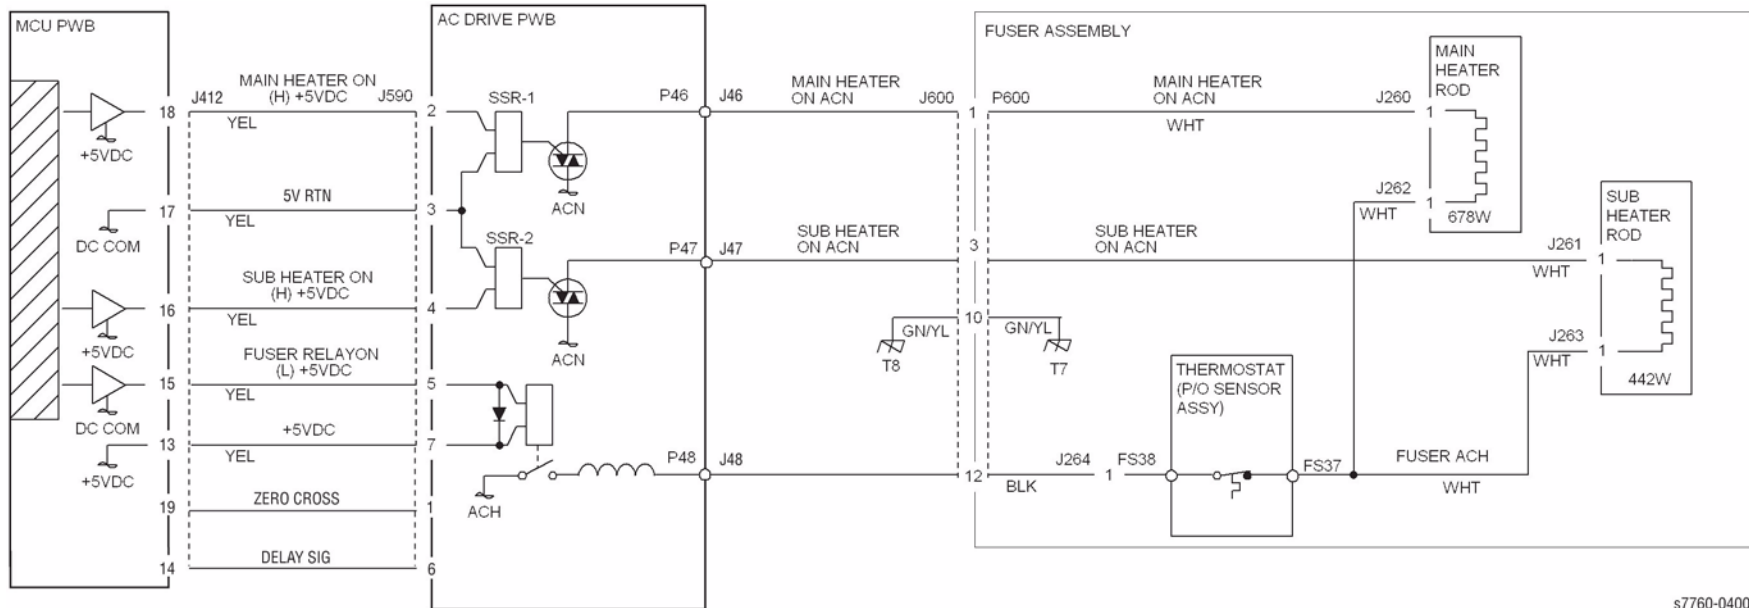 MCU PWB
AC DRIVE PWB
FUSER ASSEMBLY
MAIN
HEATER
ROD
MAIN HEATER ON
(H) +5VDC
J412
J590
18
YEL
2
SSR-1
P46
J46
MAIN HEATER
ON ACN
J600
1
P600
MAIN HEATER
ON ACN
WHT
J260
1
+5VDC
ACN
5V RTN
17
YEL
3
DC COM
J262
1
WHT
678W
SUB
HEATER
ROD
SSR-2
P47
J47
SUB HEATER
ON ACN
3
SUB HEATER
ON ACN
J261
1
WHT
SUB HEATER ON
(H) +5VDC
16
YEL
4
+5VDC
ACN
10
GN/YL
GN/YL
T8
T7
J263
1
WHT
442W
FUSER RELAYON
(L) +5VDC
15
YEL
5
DC COM
THERMOSTAT
(P/O SENSOR
ASSY)
+5VDC
13
YEL
7
+5VDC
P48
J48
12
BLK
J264
1
FS38
FS37
FUSER ACH
WHT
ACH
ZERO CROSS
19
1
DELAY SIG
14
6
s7760-0400